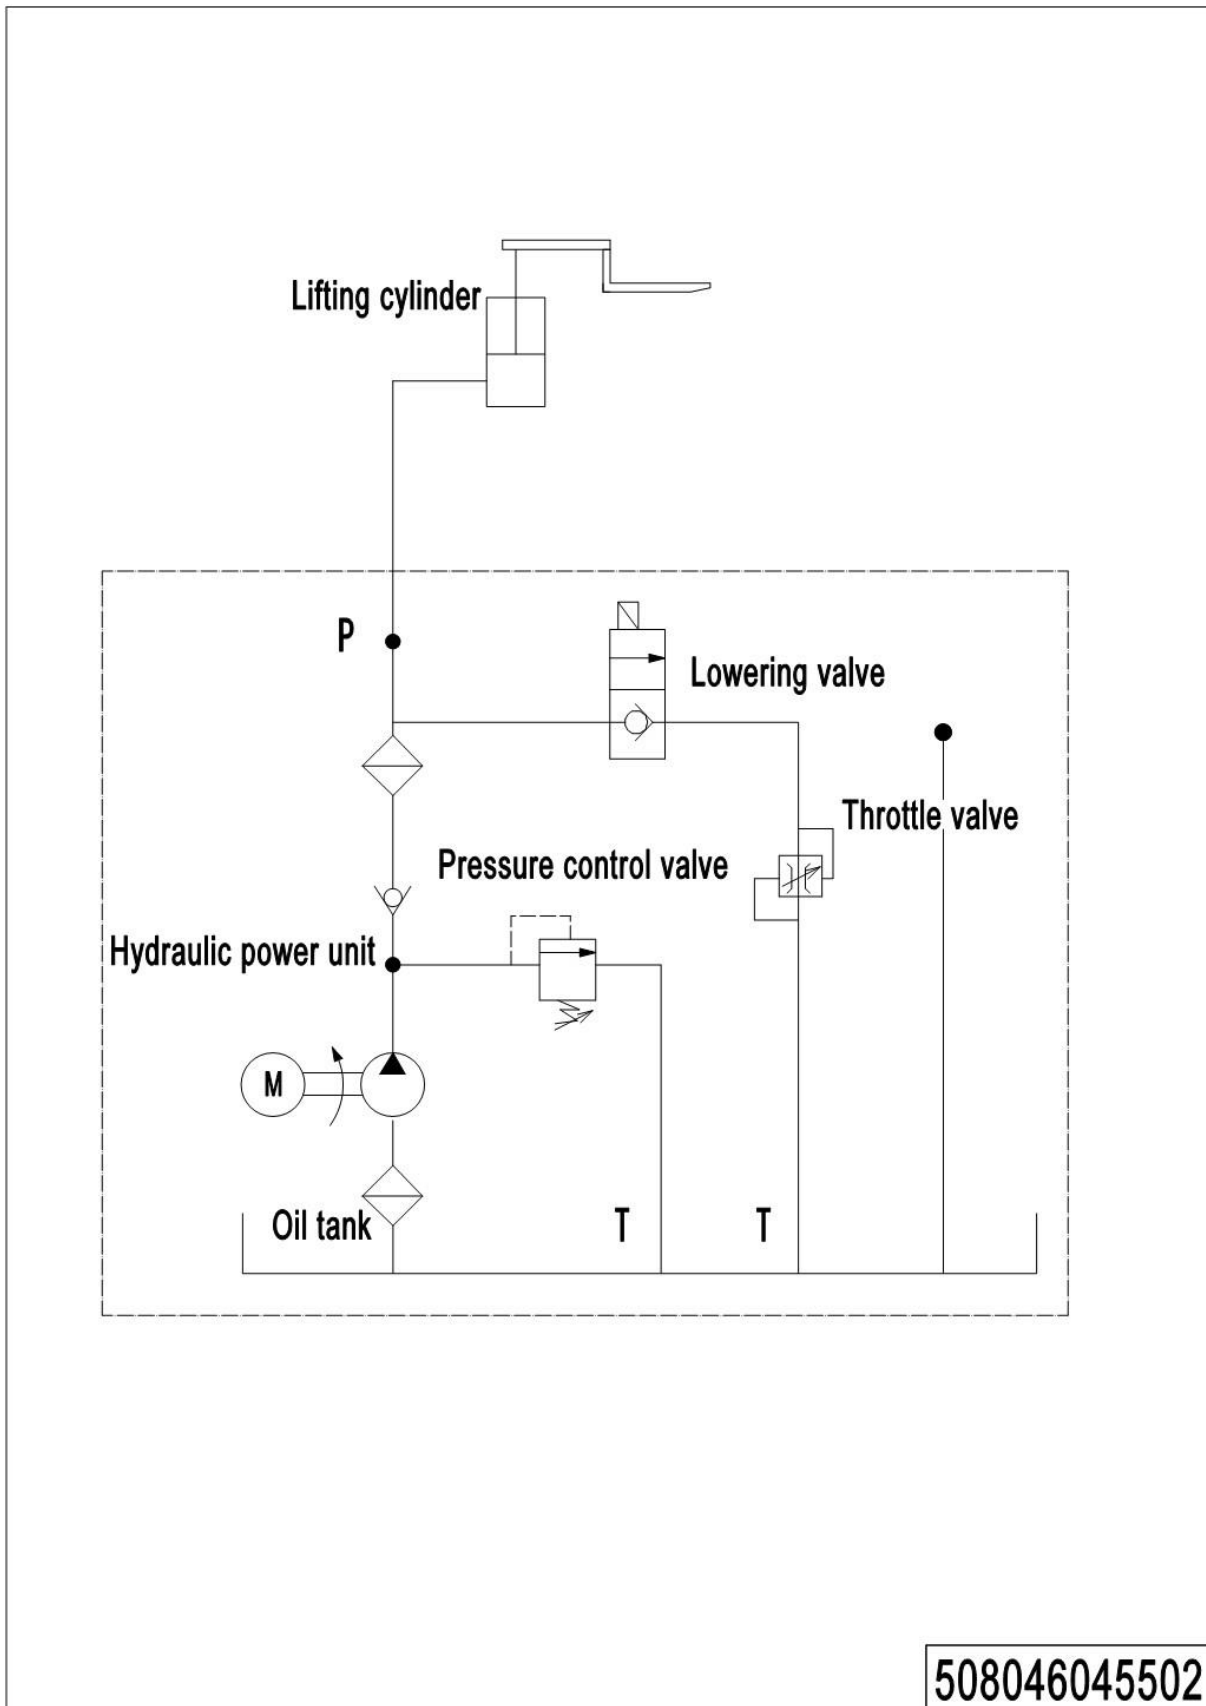 Lifting cylinder
P
Lowering valve
Throttle valve
Pressure control valve
Hydraulic power unit
M
Oil tank
T
T
508046045502